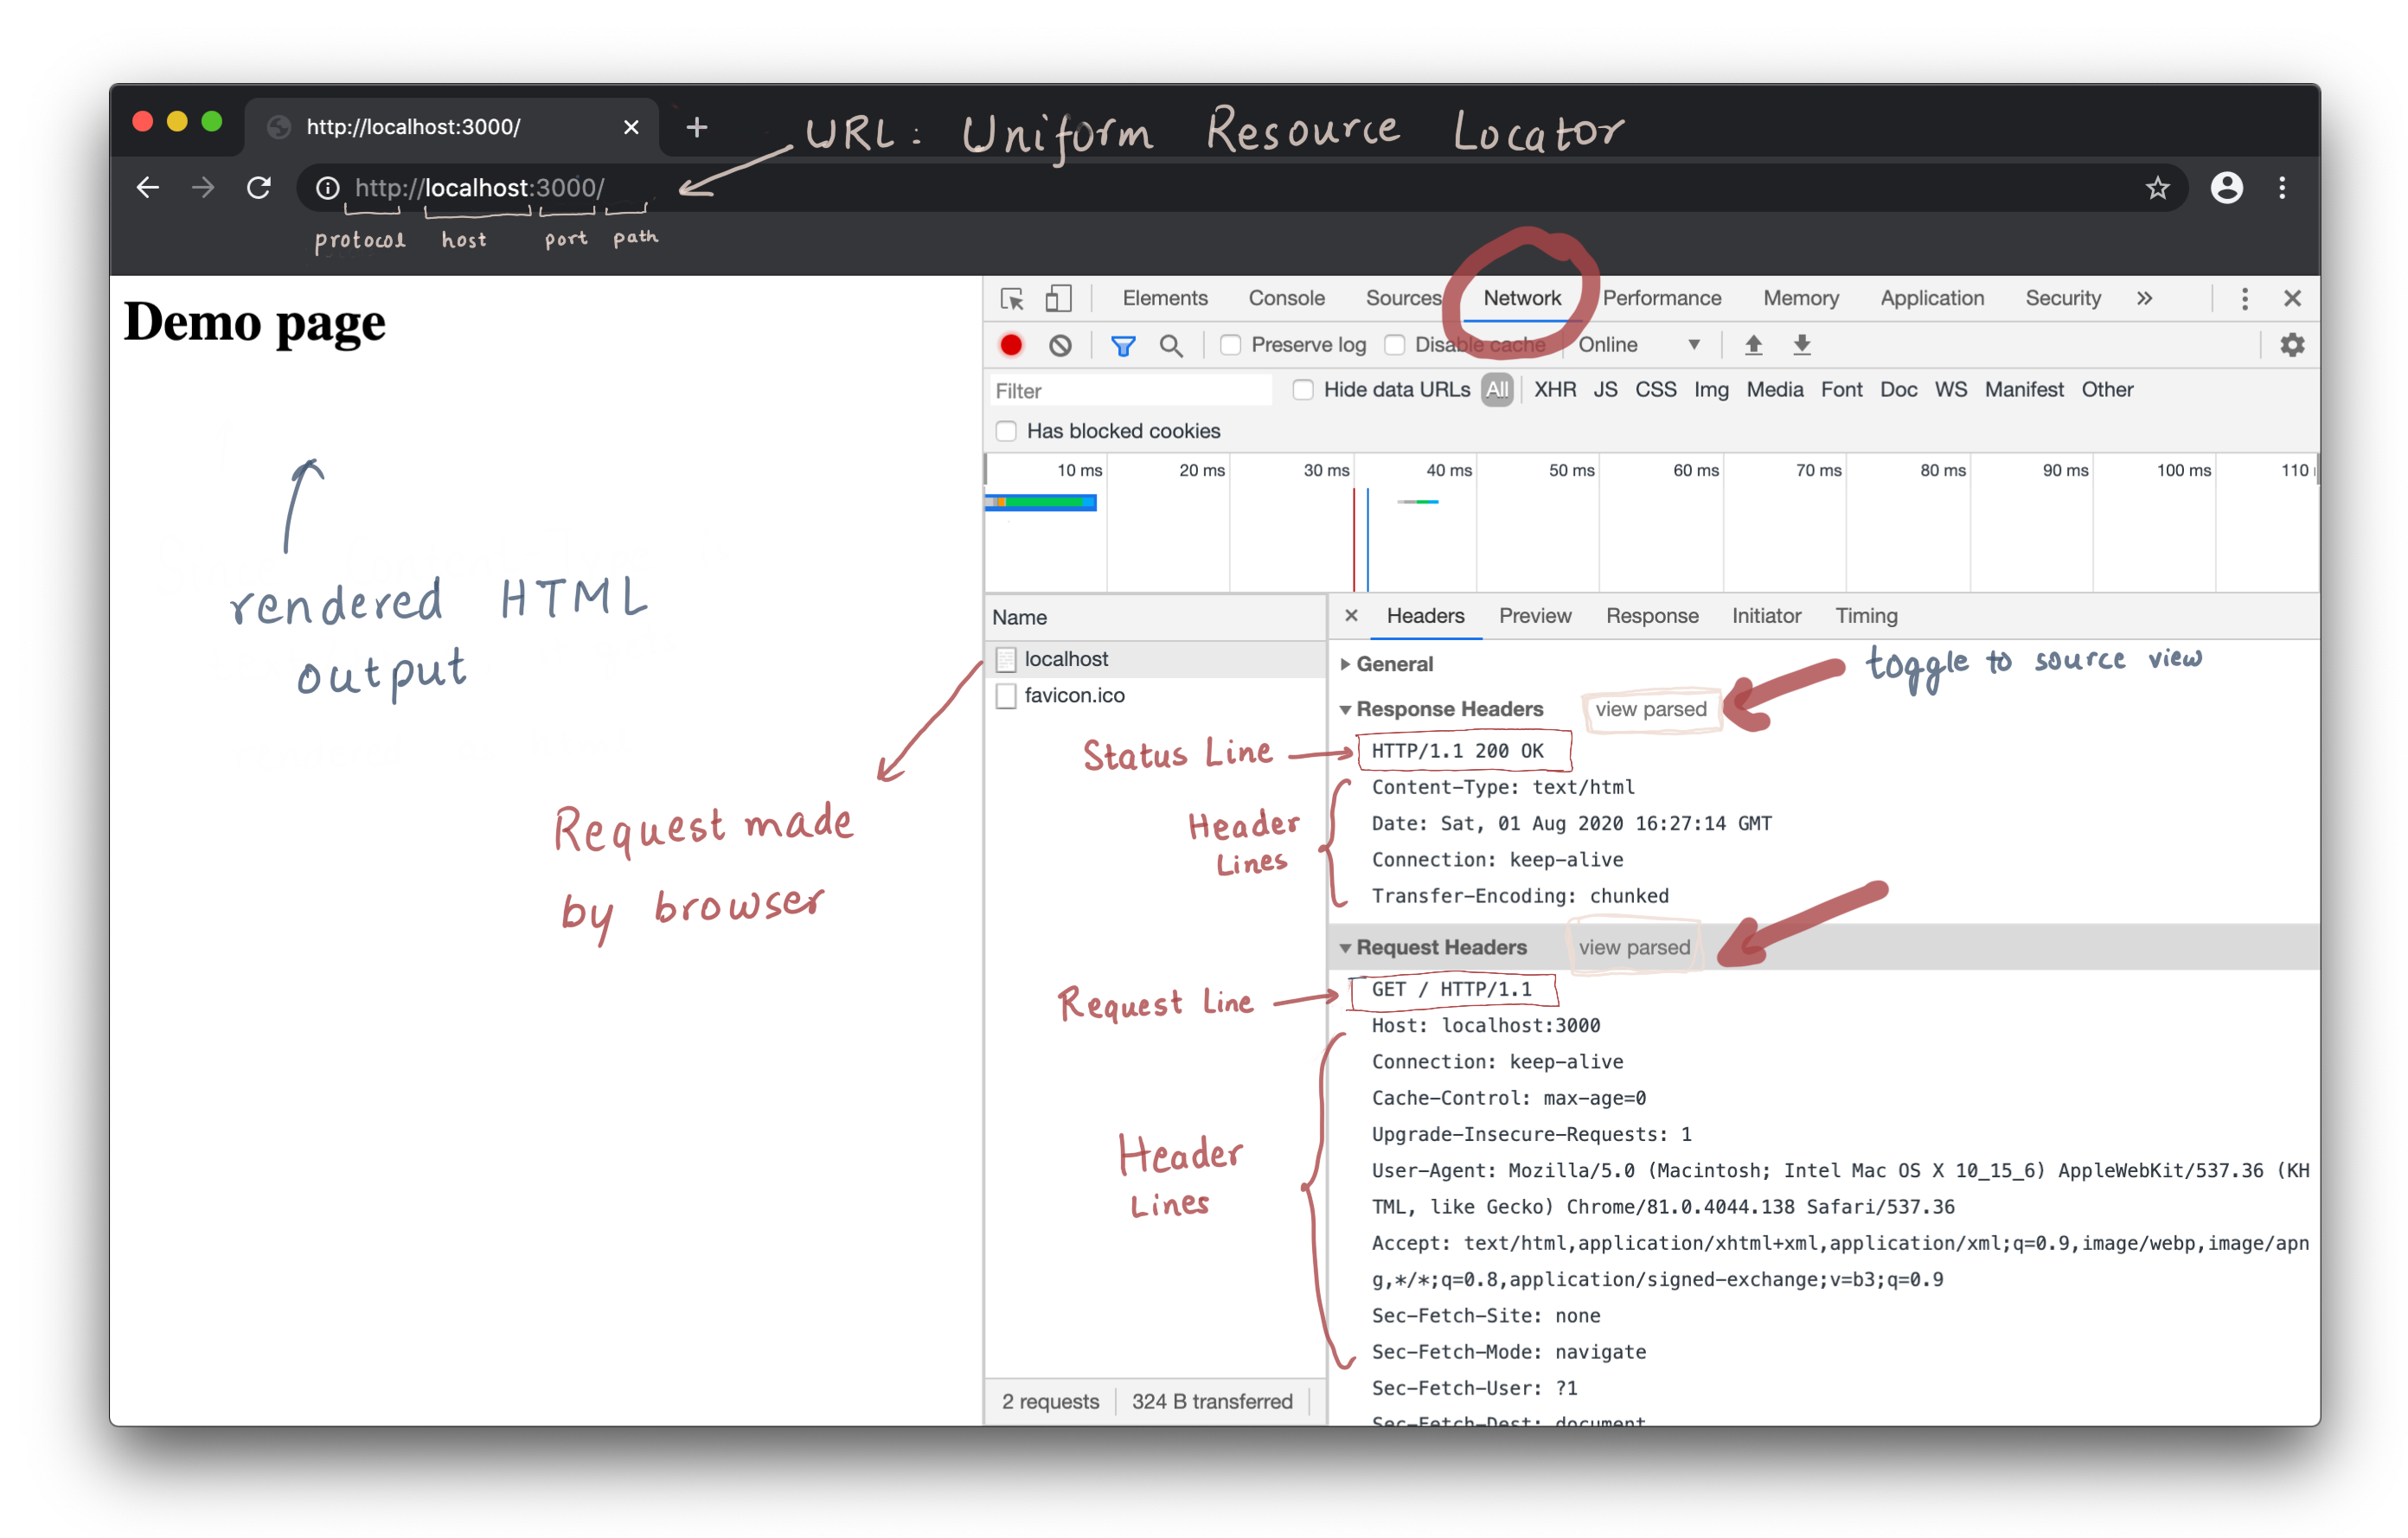 http://localhost:3000/
URL: Uniform Resource Locator
http://localhost:3000/
protocol host port path
Demo page
rendered HTML
output
Request made
by browser
Elements Console Sources Network Performance Memory Application Security
Preserve log Disable cache Online
Filter Hide data URLs All XHR JS CSS Img Media Font Doc WS Manifest Other
Has blocked cookies
10 ms 20 ms 30 ms 40 ms 50 ms 60 ms 70 ms 80 ms 90 ms 100 ms 110
Name
localhost
favicon.ico
2 requests 324 B transferred
Headers Preview Response Initiator Timing
General
toggle to source view
Response Headers view parsed
Status Line
HTTP/1.1 200 OK
Header
Lines
Content-Type: text/html
Date: Sat, 01 Aug 2020 16:27:14 GMT
Connection: keep-alive
Transfer-Encoding: chunked
Request Headers view parsed
Request Line
GET / HTTP/1.1
Header
Lines
Host: localhost:3000
Connection: keep-alive
Cache-Control: max-age=0
Upgrade-Insecure-Requests: 1
User-Agent: Mozilla/5.0 (Macintosh; Intel Mac OS X 10_15_6) AppleWebKit/537.36 (KH
TML, like Gecko) Chrome/81.0.4044.138 Safari/537.36
Accept: text/html,application/xhtml+xml,application/xml;q=0.9,image/webp,image/apn
g,*/*;q=0.8,application/signed-exchange;v=b3;q=0.9
Sec-Fetch-Site: none
Sec-Fetch-Mode: navigate
Sec-Fetch-User: ?1
Sec-Fetch-Dest: document